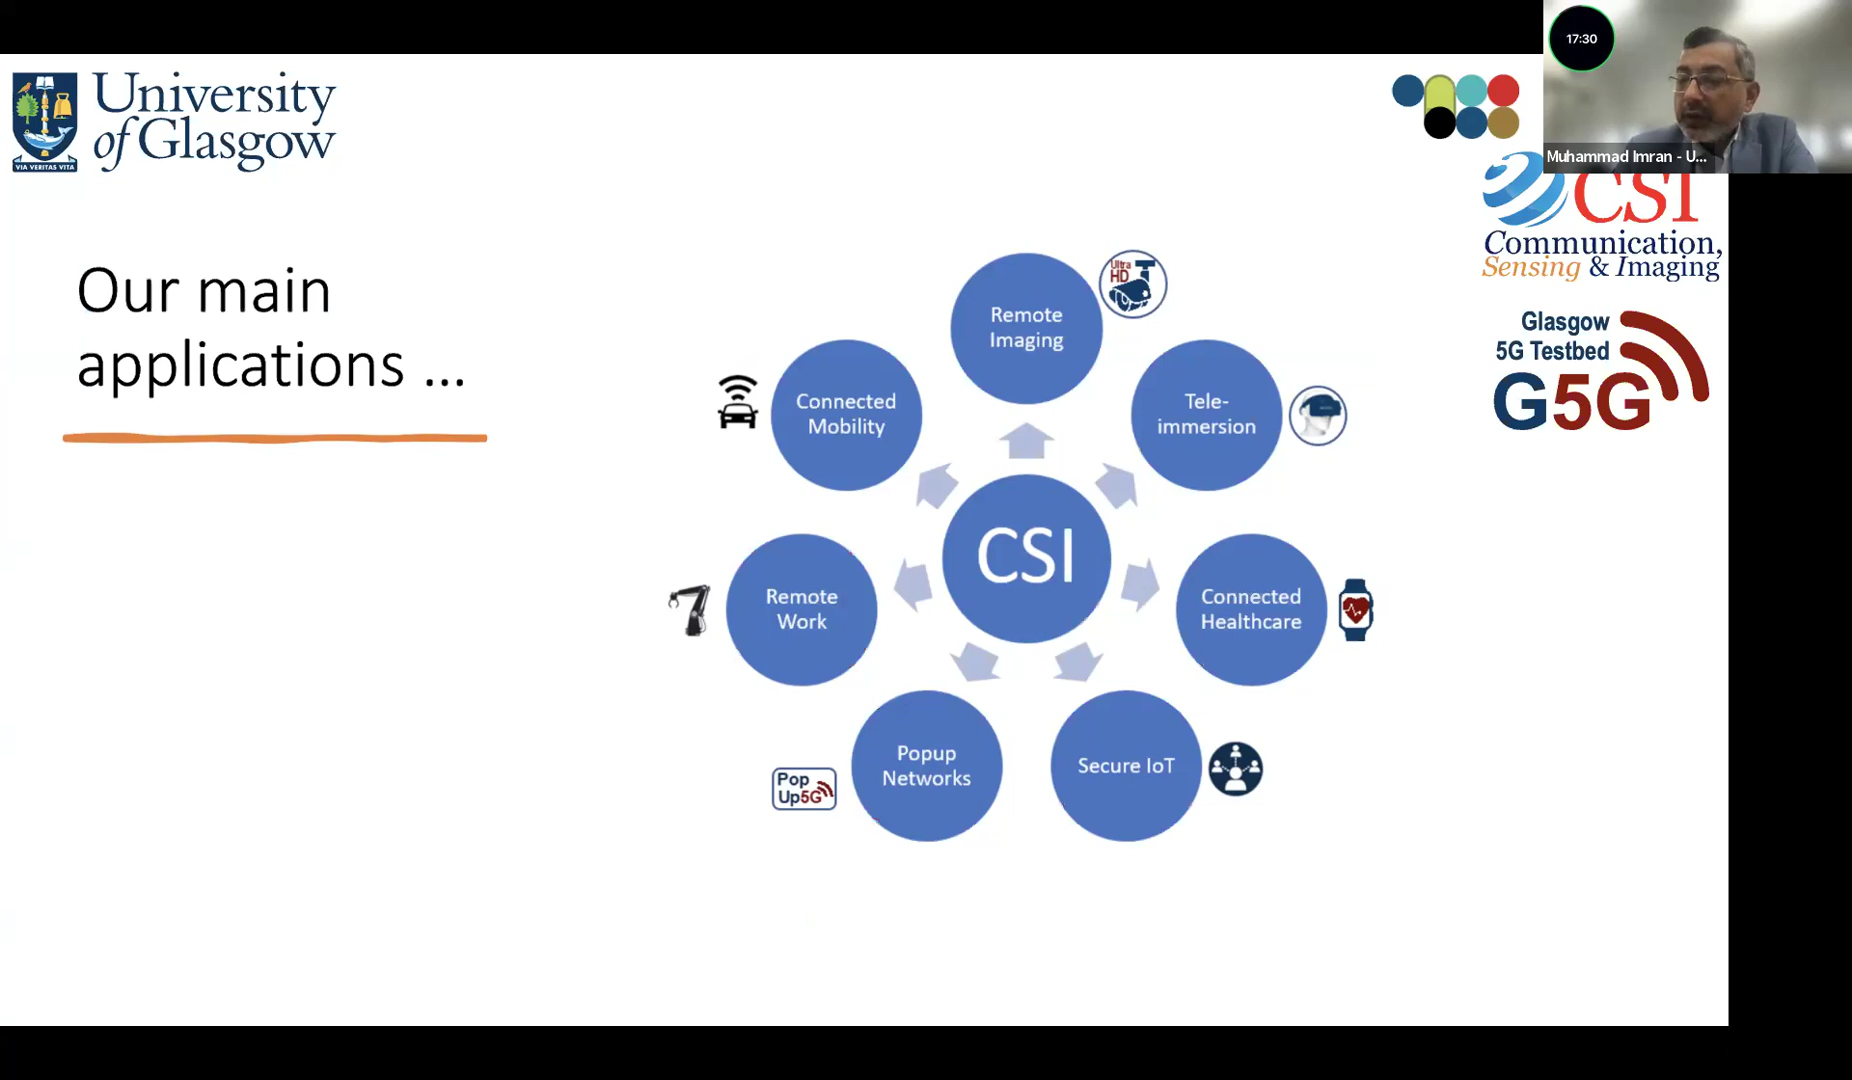 17:30
Muhammad Imran - U...
University
of Glasgow
VIA VERITAS VITA
CSI
Communication,
Sensing & Imaging
Glasgow
5G Testbed
G5G
Our main
applications ...
Remote
Imaging
Ultra
HD
Connected
Mobility
Tele-
immersion
CSI
Remote
Work
Connected
Healthcare
Popup
Networks
Pop
Up5G
Secure IoT